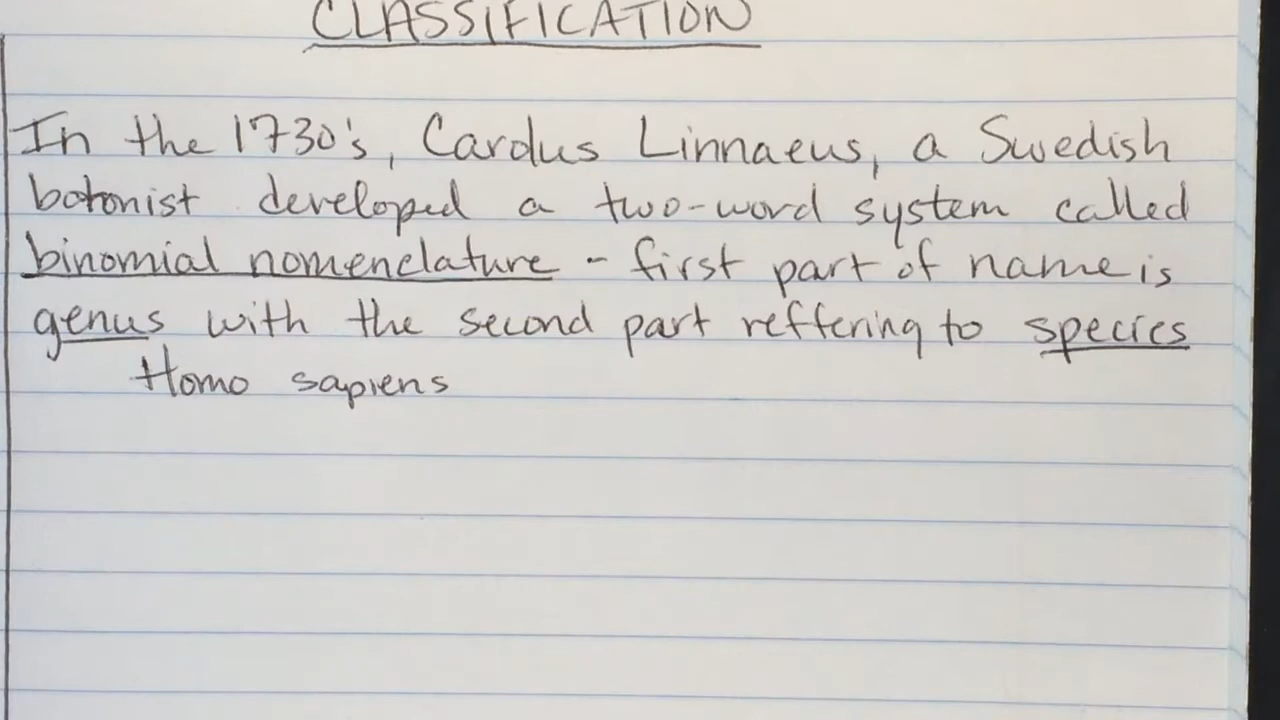 CLASSIFICATION
In the 1730's, Carolus Linnaeus, a Swedish
botonist developed a two-word system called
binomial nomenclature - first part of name is
genus with the second part reffering to species
Homo sapiens